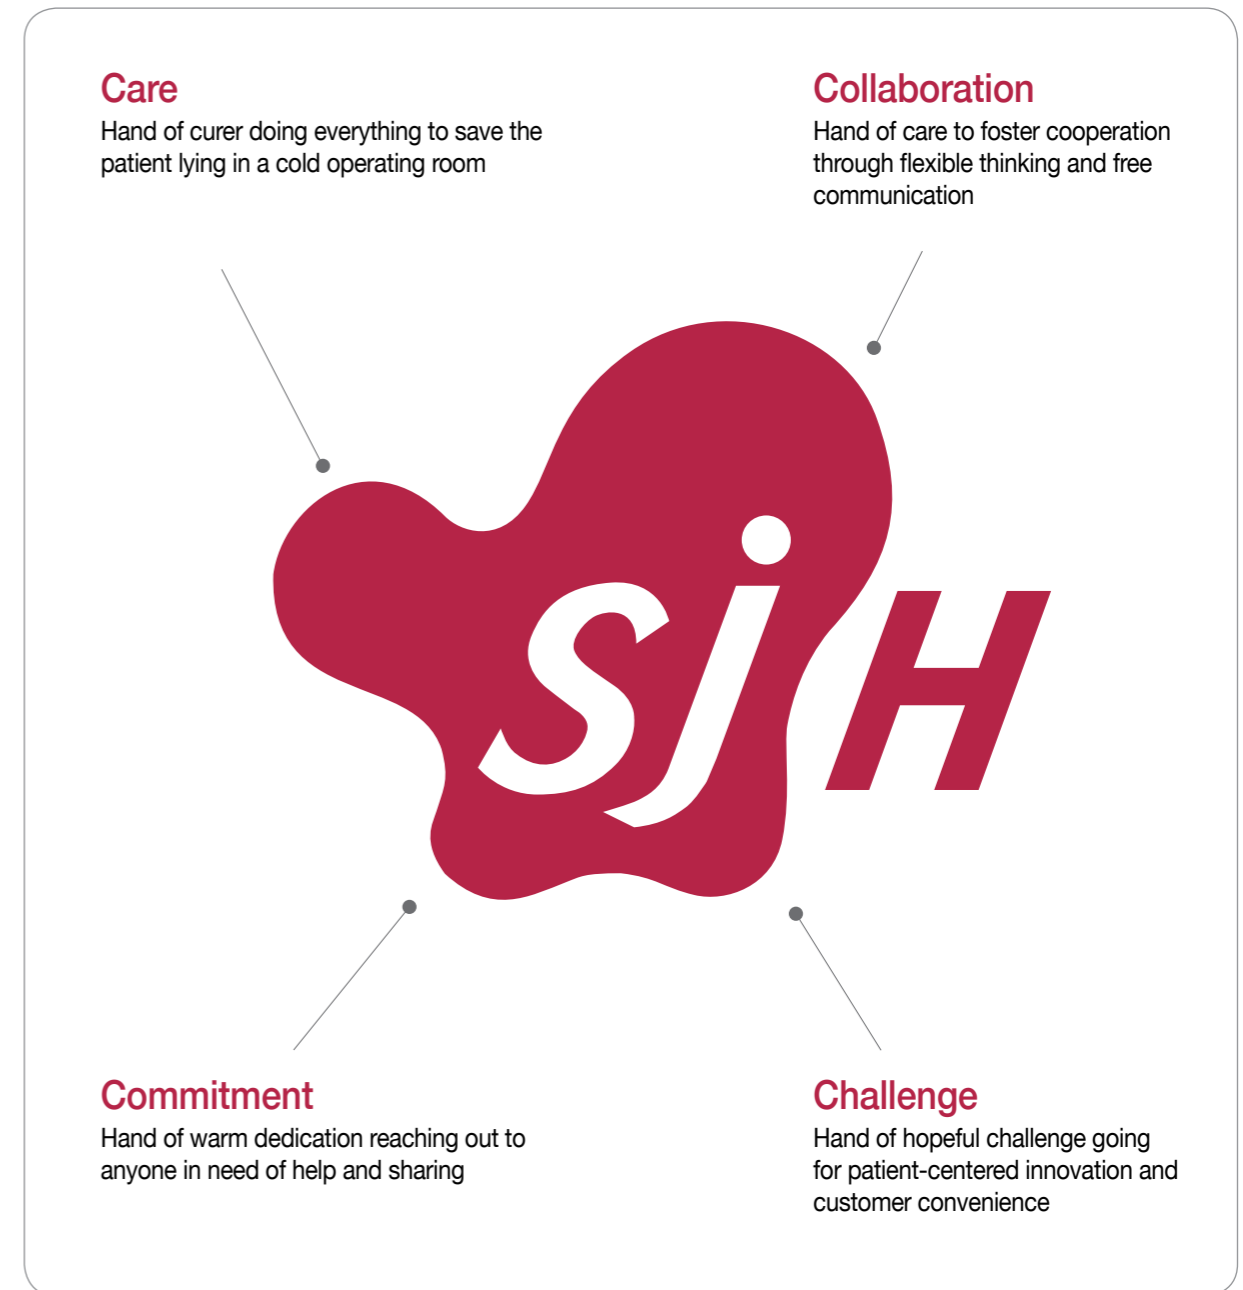 Care
Hand of curer doing everything to save the
patient lying in a cold operating room
Collaboration
Hand of care to foster cooperation
through flexible thinking and free
communication
sjH
Commitment
Hand of warm dedication reaching out to
anyone in need of help and sharing
Challenge
Hand of hopeful challenge going
for patient-centered innovation and
customer convenience